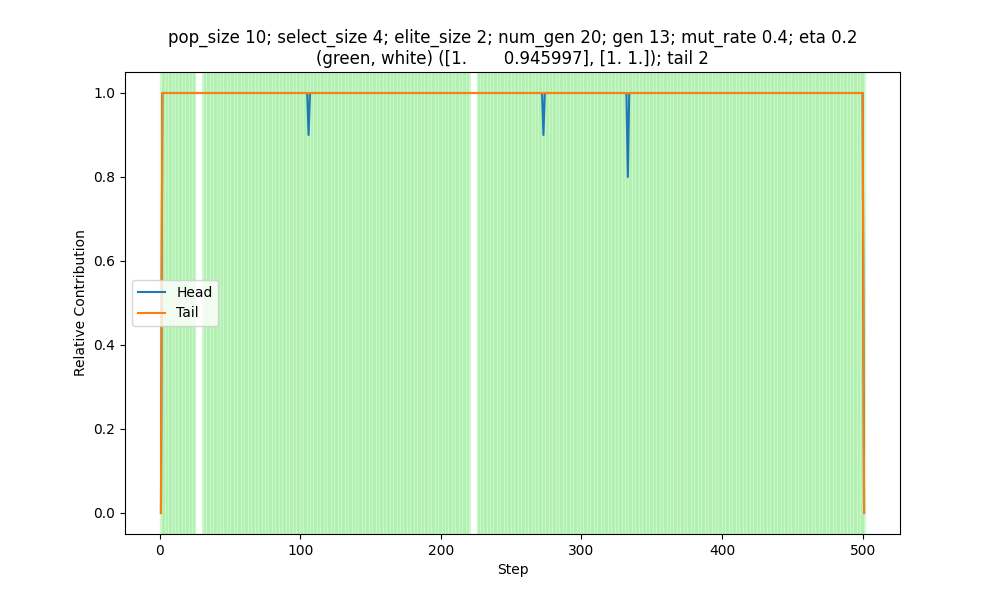 pop_size 10; select_size 4; elite_size 2; num_gen 20; gen 13; mut_rate 0.4; eta 0.2
(green, white) ([1.       0.945997], [1. 1.]); tail 2
1.0
0.8
0.6
0.4
0.2
0.0
Relative Contribution
Head
Tail
0
100
200
300
400
500
Step